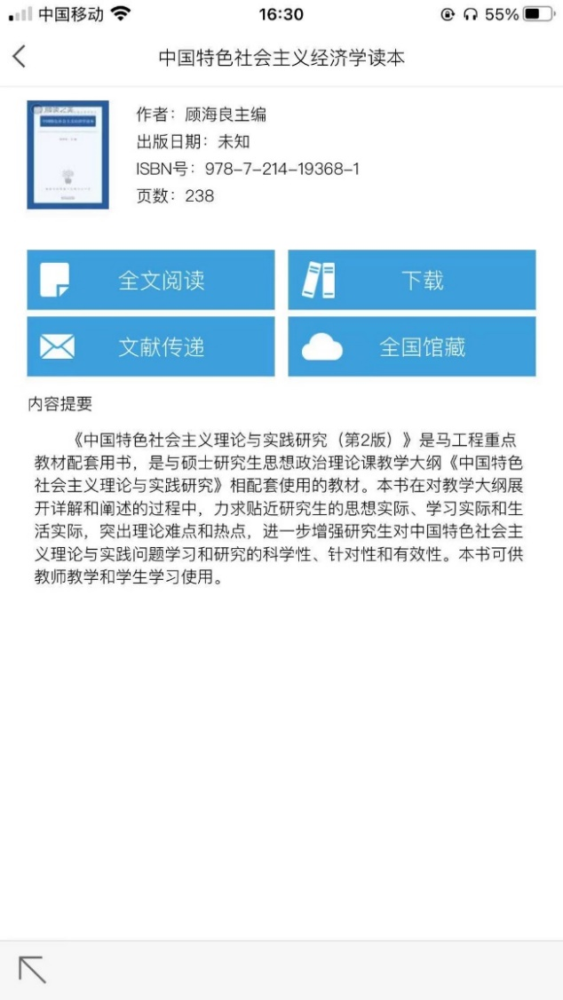 中国移动 16:30 55%
中国特色社会主义经济学读本
作者：顾海良主编
出版日期：未知
ISBN号：978-7-214-19368-1
页数：238
全文阅读 下载
文献传递 全国馆藏
内容提要
《中国特色社会主义理论与实践研究（第2版）》是马工程重点
教材配套用书，是与硕士研究生思想政治理论课教学大纲《中国特色
社会主义理论与实践研究》相配套使用的教材。本书在对教学大纲展
开详解和阐述的过程中，力求贴近研究生的思想实际、学习实际和生
活实际，突出理论难点和热点，进一步增强研究生对中国特色社会主
义理论与实践问题学习和研究的科学性、针对性和有效性。本书可供
教师教学和学生学习使用。